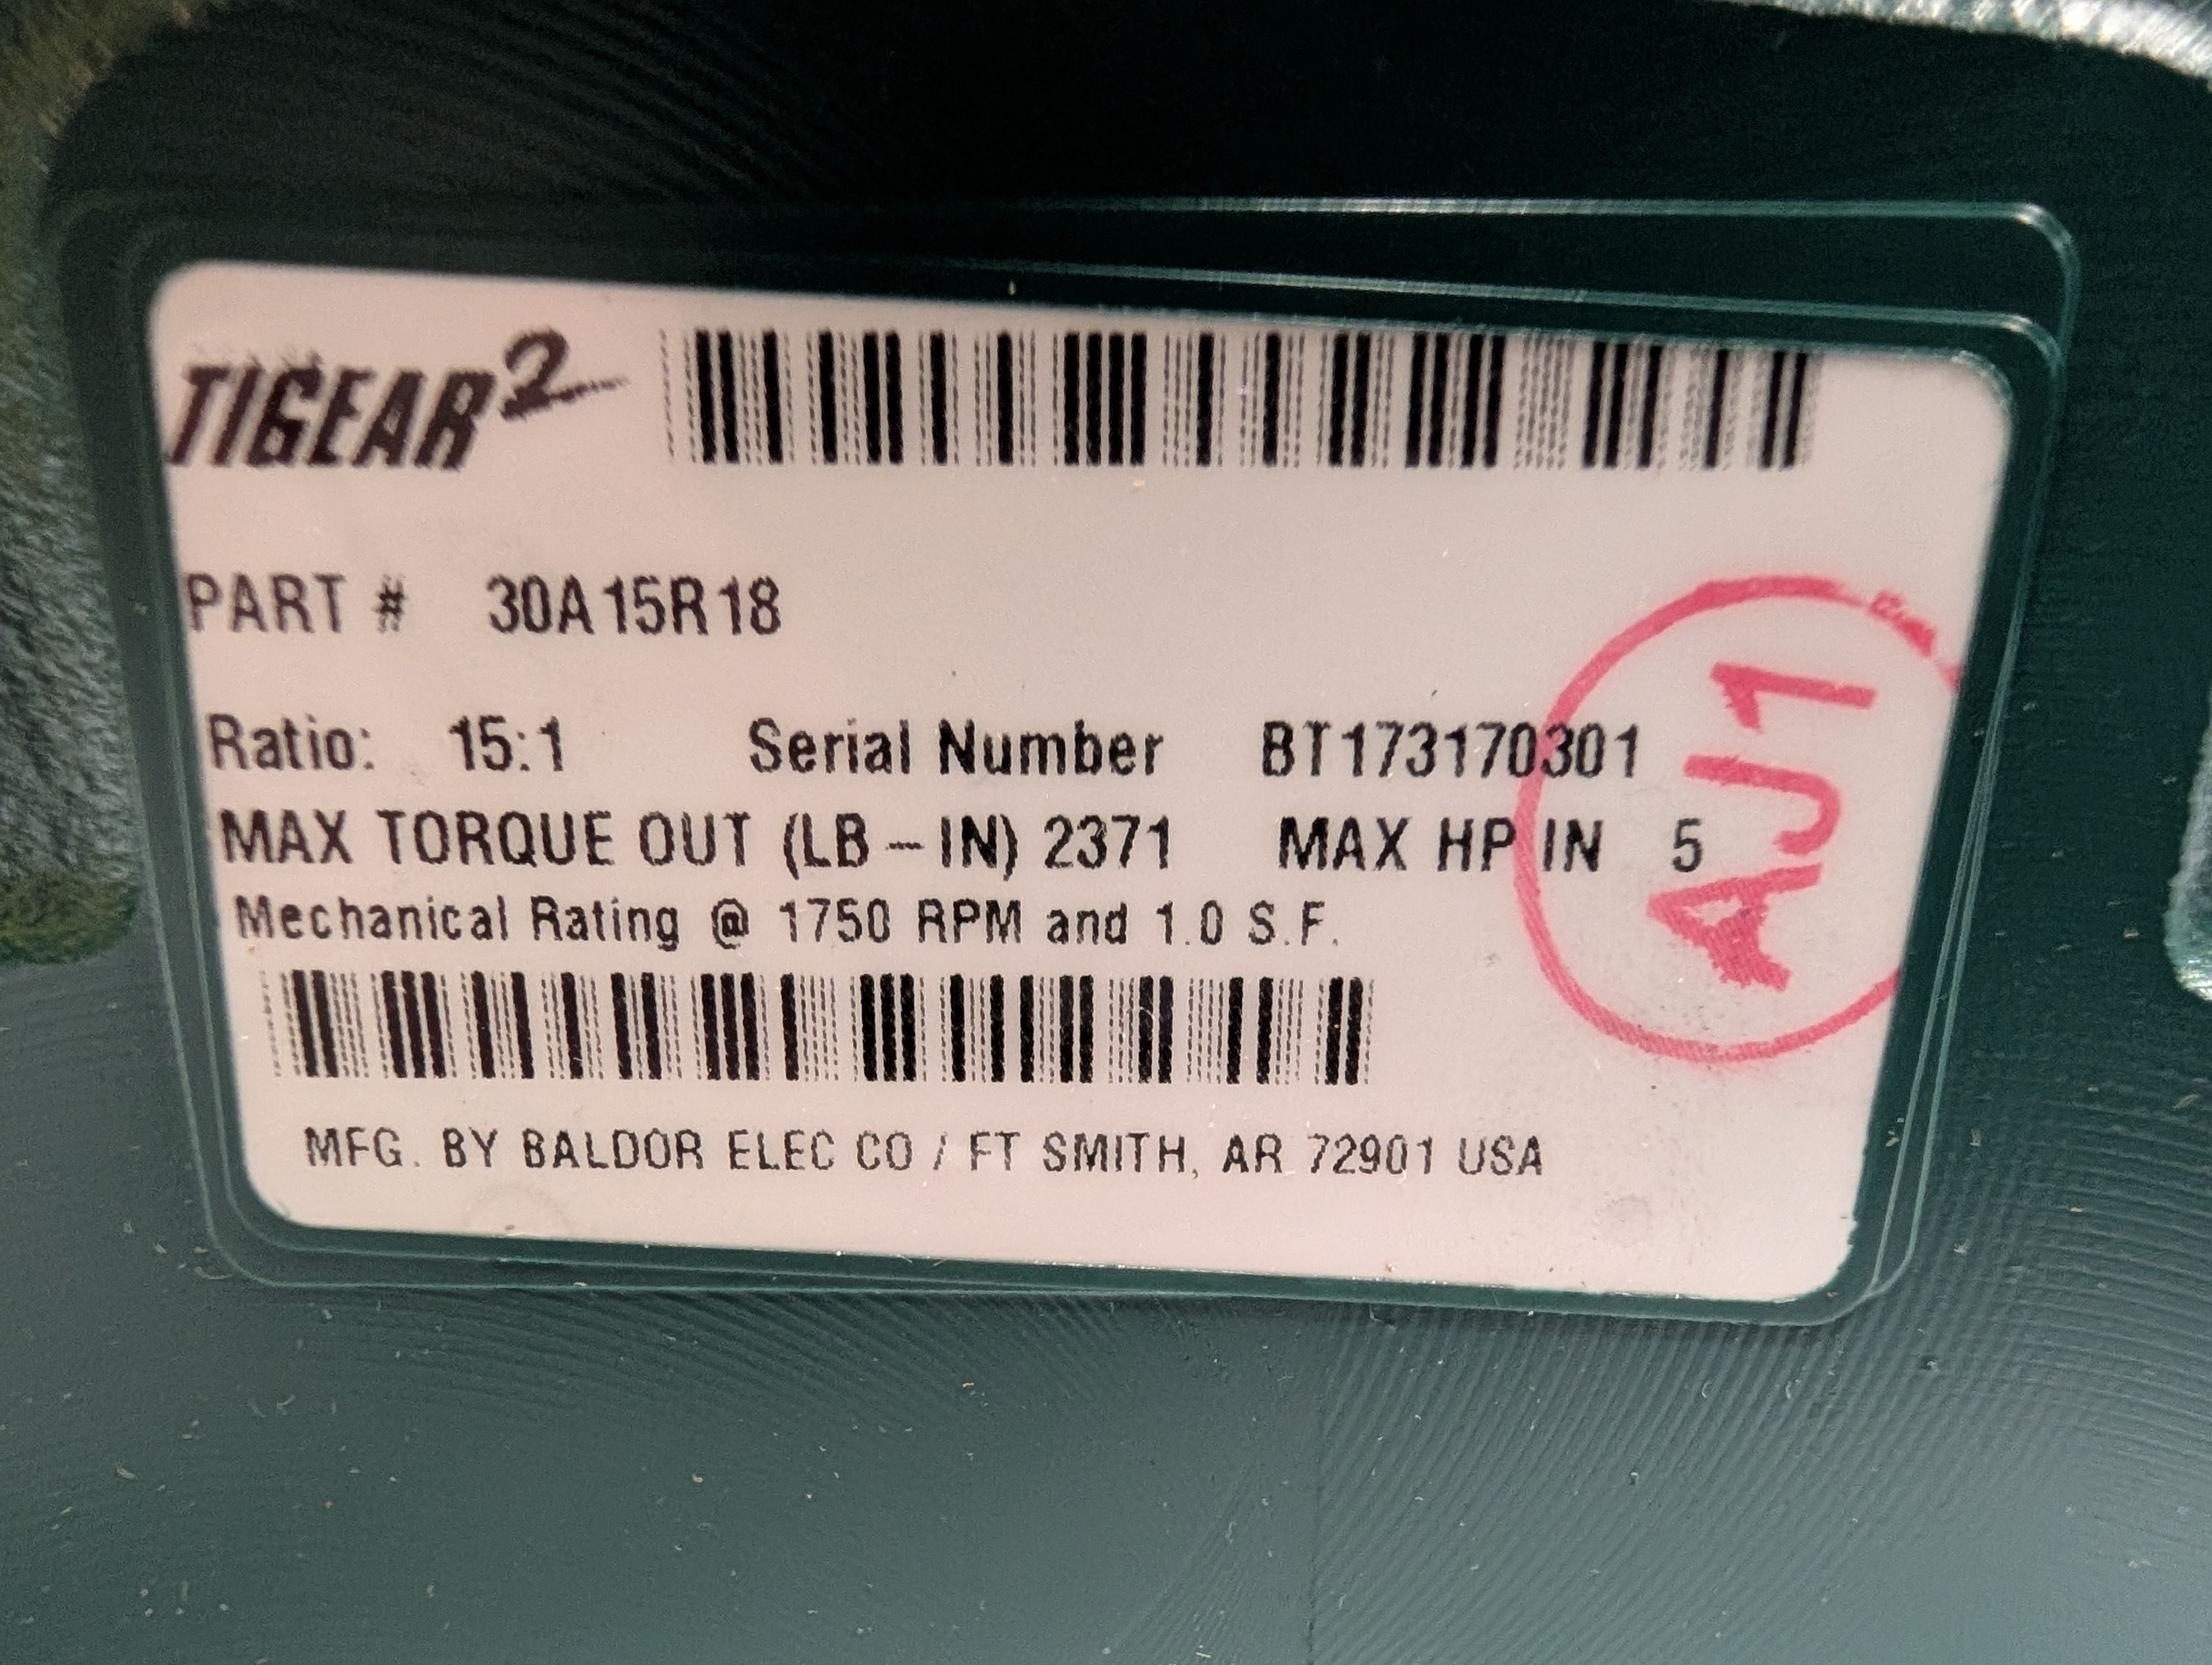 TIGEAR2
PART # 30A15R18
Ratio: 15:1 Serial Number BT173170301
MAX TORQUE OUT (LB – IN) 2371 MAX HP IN 5
Mechanical Rating @ 1750 RPM and 1.0 S.F.
MFG. BY BALDOR ELEC CO / FT SMITH, AR 72901 USA
AJ1